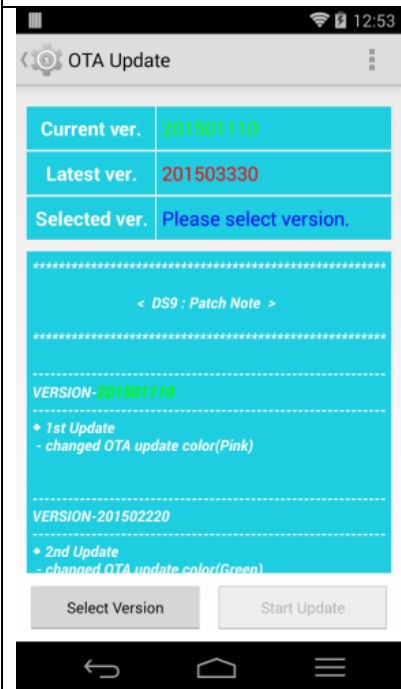 12:53
OTA Update
Current ver. 201501110
Latest ver. 201503330
Selected ver. Please select version.
*******************************************************
< DS9 : Patch Note >
*******************************************************
------------------------------------------------------------
VERSION-201501110
------------------------------------------------------------
◆ 1st Update
- changed OTA update color(Pink)
------------------------------------------------------------
VERSION-201502220
------------------------------------------------------------
◆ 2nd Update
- changed OTA update color(Green)
Select Version
Start Update